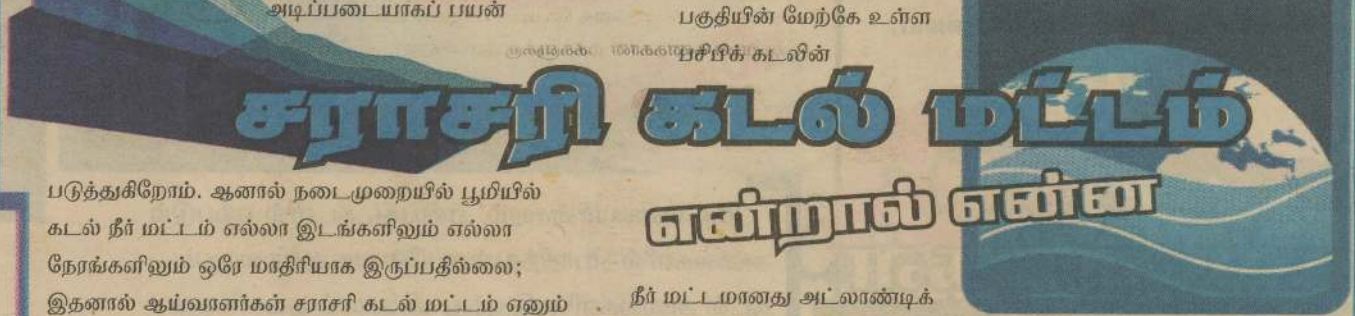 அடிப்படையாகப் பயன்
சராசரி கடல் மட்டம்
என்றால் என்ன
படுத்துகிறோம். ஆனால் நடைமுறையில் பூமியில்
கடல் நீர் மட்டம் எல்லா இடங்களிலும் எல்லா
நேரங்களிலும் ஒரே மாதிரியாக இருப்பதில்லை;
இதனால் ஆய்வாளர்கள் சராசரி கடல் மட்டம் எனும்
பகுதியின் மேற்கே உள்ள
பசிபிக் கடலின்
நீர் மட்டமானது அட்லாண்டிக்